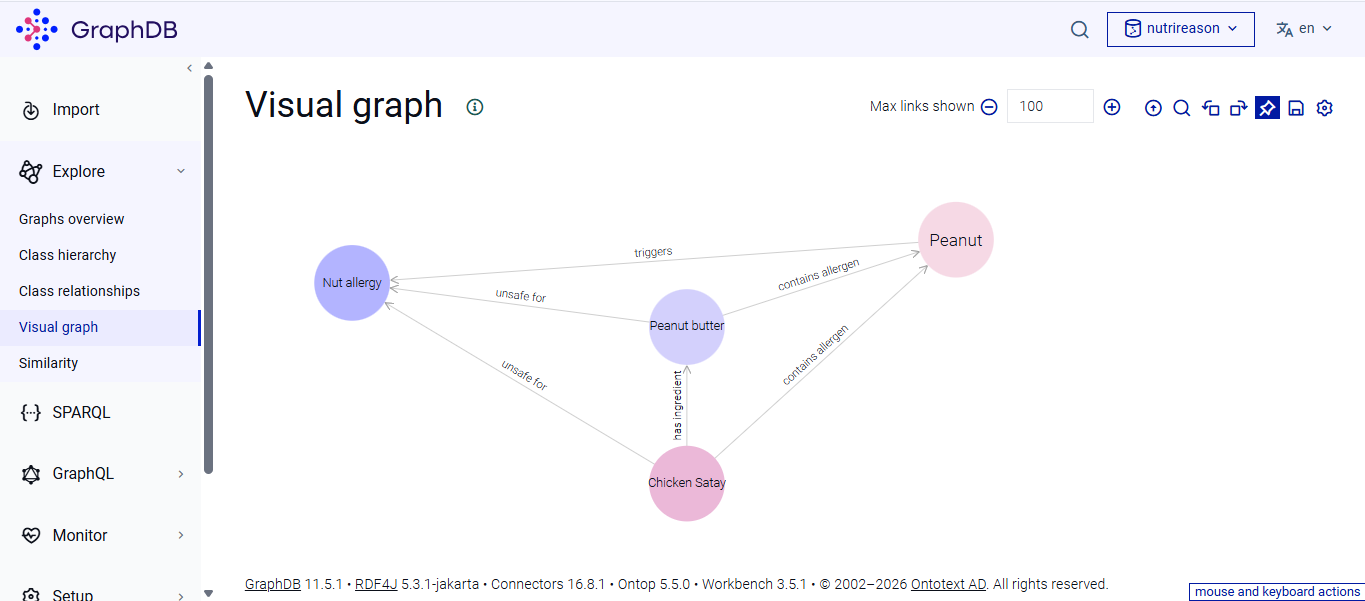 GraphDB
nutrireason
en
Import
Explore
Graphs overview
Class hierarchy
Class relationships
Visual graph
Similarity
SPARQL
GraphQL
Monitor
Setup
Visual graph
Max links shown
100
Peanut
triggers
contains allergen
Nut allergy
unsafe for
Peanut butter
contains allergen
unsafe for
has ingredient
Chicken Satay
GraphDB 11.5.1 • RDF4J 5.3.1-jakarta • Connectors 16.8.1 • Ontop 5.5.0 • Workbench 3.5.1 • © 2002–2026 Ontotext AD. All rights reserved.
mouse and keyboard actions